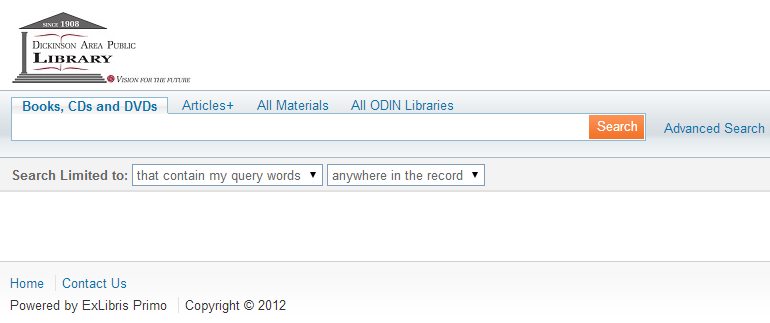 SINCE 1908
DICKINSON AREA PUBLIC
LIBRARY
VISION FOR THE FUTURE
Books, CDs and DVDs Articles+ All Materials All ODIN Libraries
Search Advanced Search
Search Limited to: that contain my query words anywhere in the record
Home Contact Us
Powered by ExLibris Primo Copyright © 2012